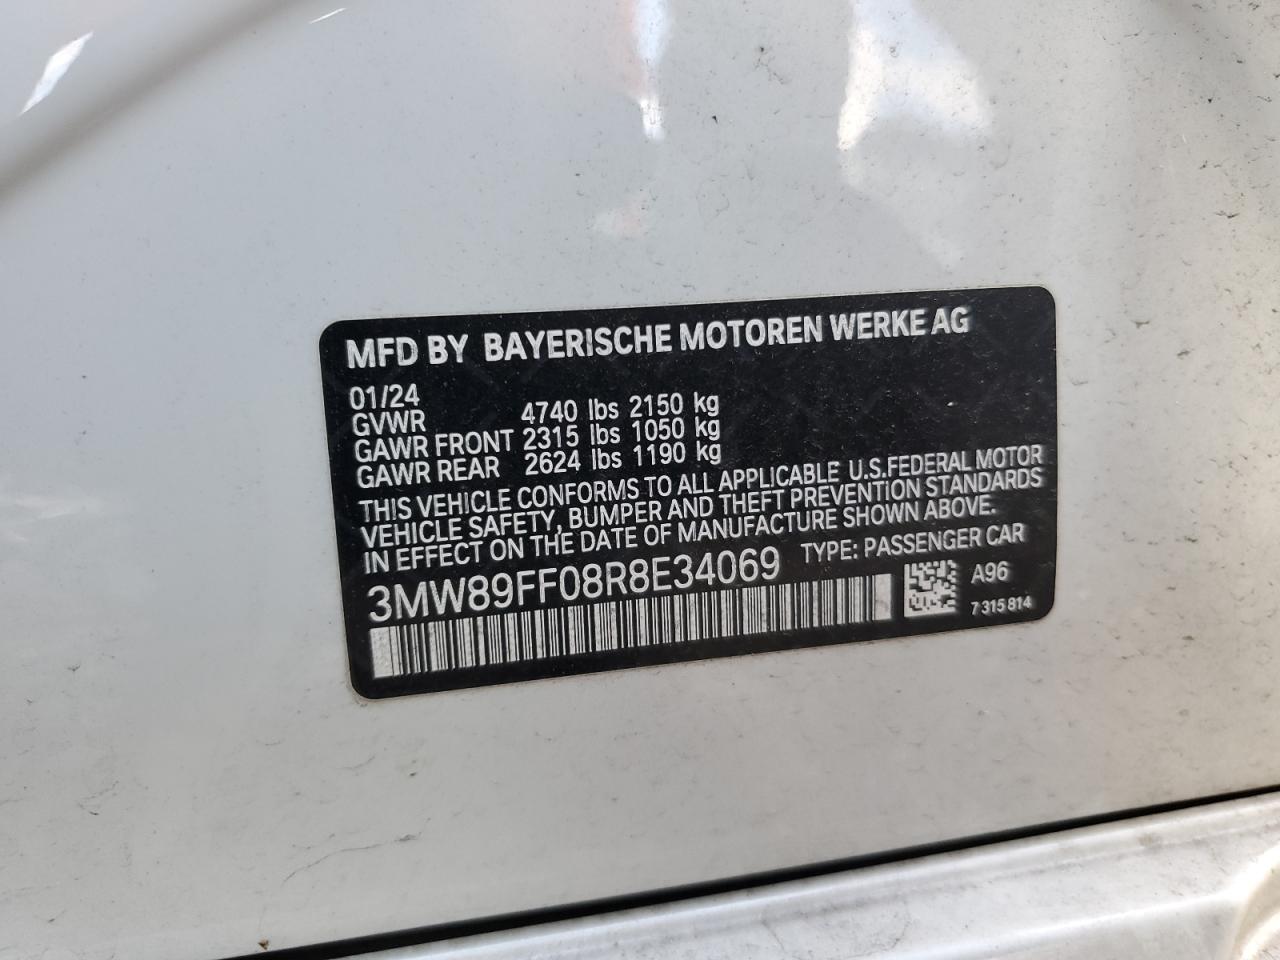 MFD BY BAYERISCHE MOTOREN WERKE AG
01/24
GVWR 4740 lbs 2150 kg
GAWR FRONT 2315 lbs 1050 kg
GAWR REAR 2624 lbs 1190 kg
THIS VEHICLE CONFORMS TO ALL APPLICABLE U.S.FEDERAL MOTOR
VEHICLE SAFETY, BUMPER AND THEFT PREVENTION STANDARDS
IN EFFECT ON THE DATE OF MANUFACTURE SHOWN ABOVE.
3MW89FF08R8E34069 TYPE: PASSENGER CAR
A96
7 315 814